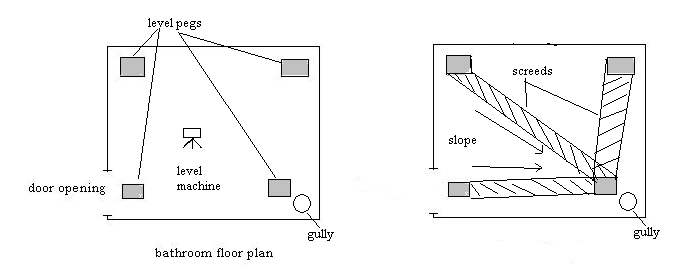 level pegs
level
machine
door opening
gully
bathroom floor plan
screeds
slope
gully